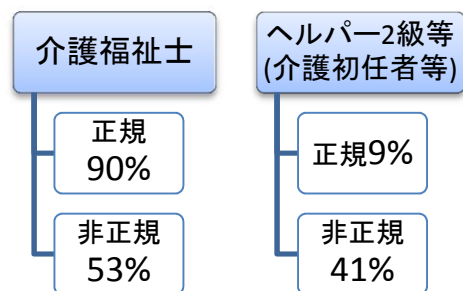 介護福祉士
正規
90%
非正規
53%
ヘルパー2級等
(介護初任者等)
正規9%
非正規
41%